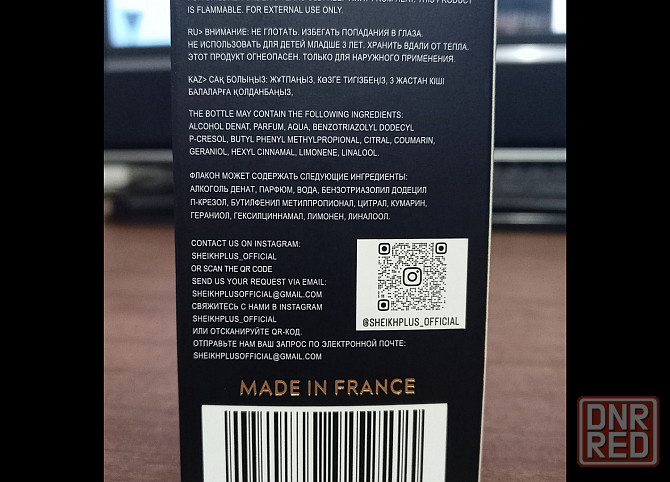 THIS PRODUCT
IS FLAMMABLE. FOR EXTERNAL USE ONLY.
RU> ВНИМАНИЕ: НЕ ГЛОТАТЬ. ИЗБЕГАТЬ ПОПАДАНИЯ В ГЛАЗА.
НЕ ИСПОЛЬЗОВАТЬ ДЛЯ ДЕТЕЙ МЛАДШЕ 3 ЛЕТ. ХРАНИТЬ ВДАЛИ ОТ ТЕПЛА.
ЭТОТ ПРОДУКТ ОГНЕОПАСЕН. ТОЛЬКО ДЛЯ НАРУЖНОГО ПРИМЕНЕНИЯ.
KAZ> САҚ БОЛЫҢЫЗ: ЖҰТПАҢЫЗ, КӨЗГЕ ТИГІЗБЕҢІЗ, 3 ЖАСТАН КІШІ
БАЛАЛАРҒА ҚОЛДАНБАҢЫЗ,
THE BOTTLE MAY CONTAIN THE FOLLOWING INGREDIENTS:
ALCOHOL DENAT, PARFUM, AQUA, BENZOTRIAZOLYL DODECYL
P-CRESOL, BUTYL PHENYL METHYLPROPIONAL, CITRAL, COUMARIN,
GERANIOL, HEXYL CINNAMAL, LIMONENE, LINALOOL.
ФЛАКОН МОЖЕТ СОДЕРЖАТЬ СЛЕДУЮЩИЕ ИНГРЕДИЕНТЫ:
АЛКОГОЛЬ ДЕНАТ, ПАРФЮМ, ВОДА, БЕНЗОТРИАЗОЛИЛ ДОДЕЦИЛ
П-КРЕЗОЛ, БУТИЛФЕНИЛ МЕТИЛПРОПИОНАЛ, ЦИТРАЛ, КУМАРИН,
ГЕРАНИОЛ, ГЕКСИЛЦИННАМАЛ, ЛИМОНЕН, ЛИНАЛООЛ.
CONTACT US ON INSTAGRAM:
SHEIKHPLUS_OFFICIAL
OR SCAN THE QR CODE
SEND US YOUR REQUEST VIA EMAIL:
SHEIKHPLUSOFFICIAL@GMAIL.COM
СВЯЖИТЕСЬ С НАМИ В INSTAGRAM
SHEIKHPLUS_OFFICIAL
ИЛИ ОТСКАНИРУЙТЕ QR-КОД.
ОТПРАВЬТЕ НАМ ВАШ ЗАПРОС ПО ЭЛЕКТРОННОЙ ПОЧТЕ:
SHEIKHPLUSOFFICIAL@GMAIL.COM
@SHEIKHPLUS_OFFICIAL
MADE IN FRANCE
DNR
RED